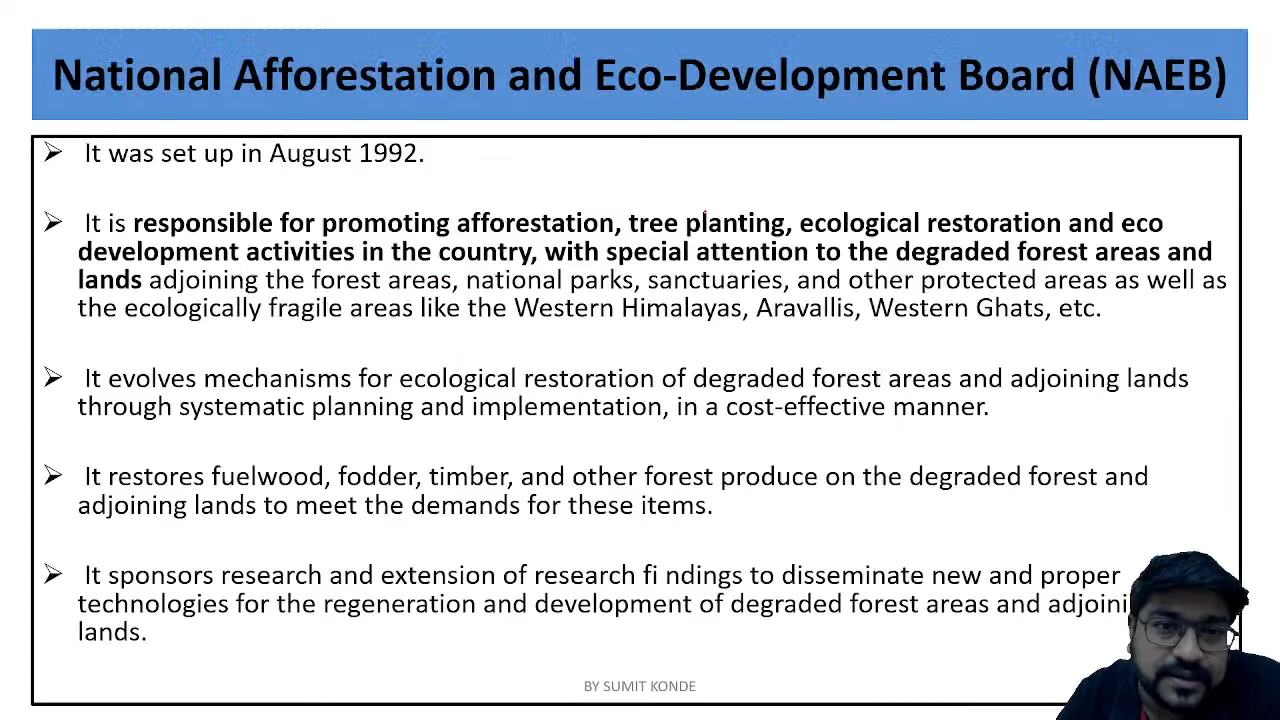 National Afforestation and Eco-Development Board (NAEB)
➢ It was set up in August 1992.
➢ It is responsible for promoting afforestation, tree planting, ecological restoration and eco
development activities in the country, with special attention to the degraded forest areas and
lands adjoining the forest areas, national parks, sanctuaries, and other protected areas as well as
the ecologically fragile areas like the Western Himalayas, Aravallis, Western Ghats, etc.
➢ It evolves mechanisms for ecological restoration of degraded forest areas and adjoining lands
through systematic planning and implementation, in a cost-effective manner.
➢ It restores fuelwood, fodder, timber, and other forest produce on the degraded forest and
adjoining lands to meet the demands for these items.
➢ It sponsors research and extension of research fi ndings to disseminate new and proper
technologies for the regeneration and development of degraded forest areas and
lands.
BY SUMIT KONDE